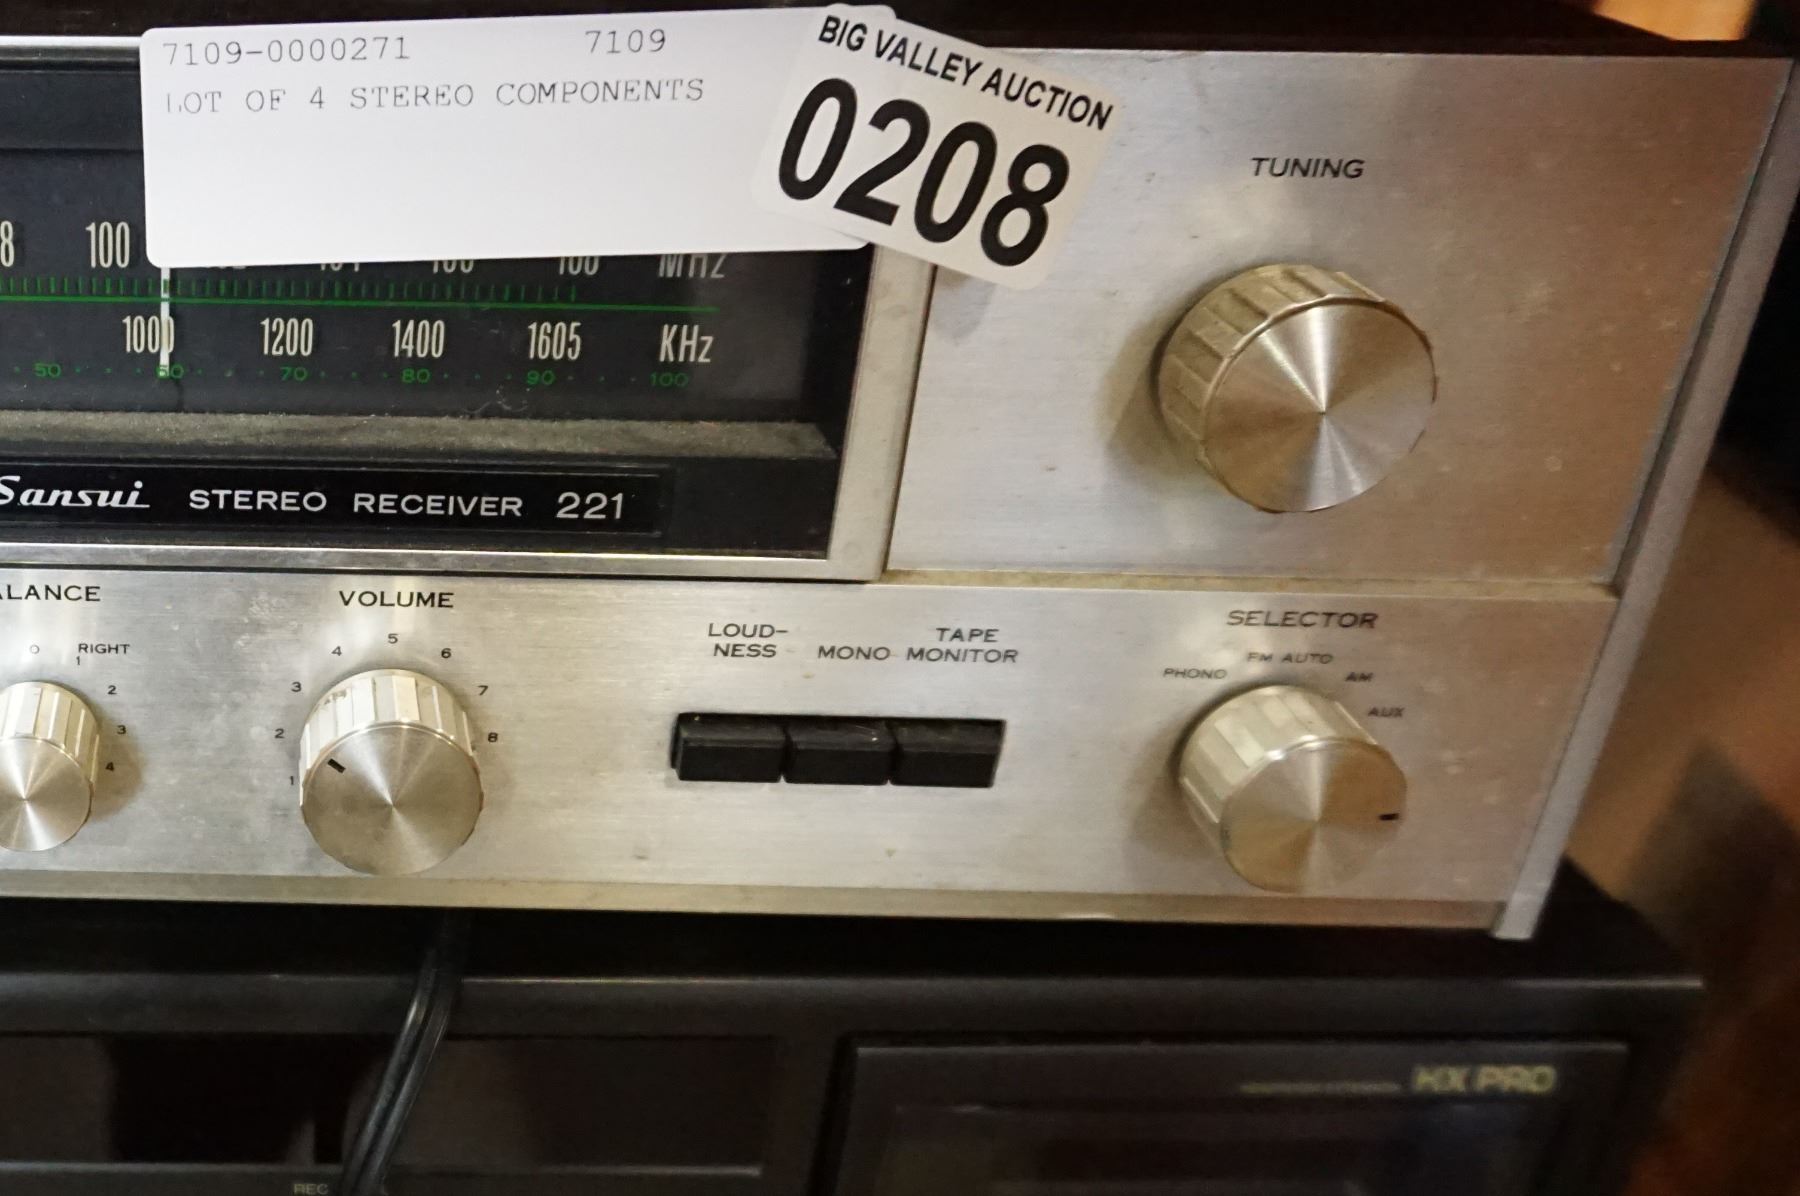 7109-0000271 7109
LOT OF 4 STEREO COMPONENTS
BIG VALLEY AUCTION
0208
TUNING
8 100 MHZ
1000 1200 1400 1605 KHz
50 60 70 80 90 100
Sansui STEREO RECEIVER 221
ALANCE
0 RIGHT
1 2 3 4
VOLUME
1 2 3 4 5 6 7 8
LOUD-
NESS
MONO
TAPE
MONITOR
SELECTOR
PHONO FM AUTO AM AUX
HX PRO
REC